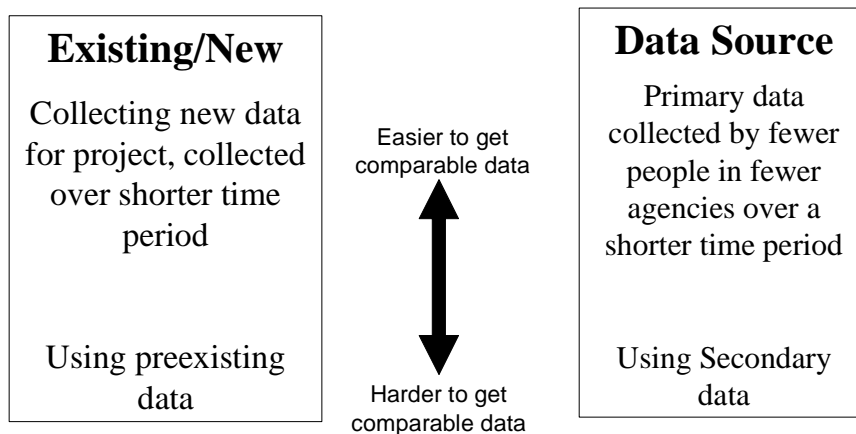 Existing/New
Collecting new data
for project, collected
over shorter time
period
Using preexisting
data
Easier to get
comparable data
Harder to get
comparable data
Data Source
Primary data
collected by fewer
people in fewer
agencies over a
shorter time period
Using Secondary
data